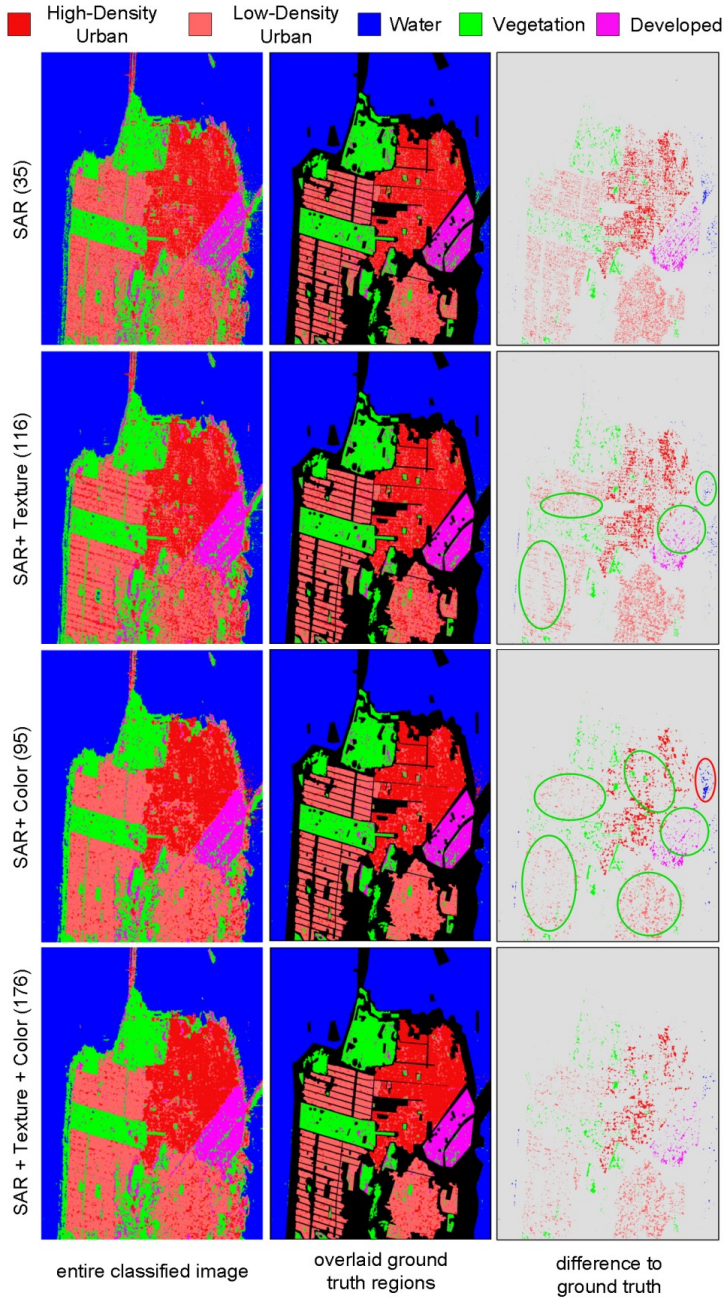 High-Density
Urban
Low-Density
Urban
Water
Vegetation
Developed
SAR (35)
SAR+ Texture (116)
SAR+ Color (95)
SAR + Texture + Color (176)
entire classified image
overlaid ground
truth regions
difference to
ground truth